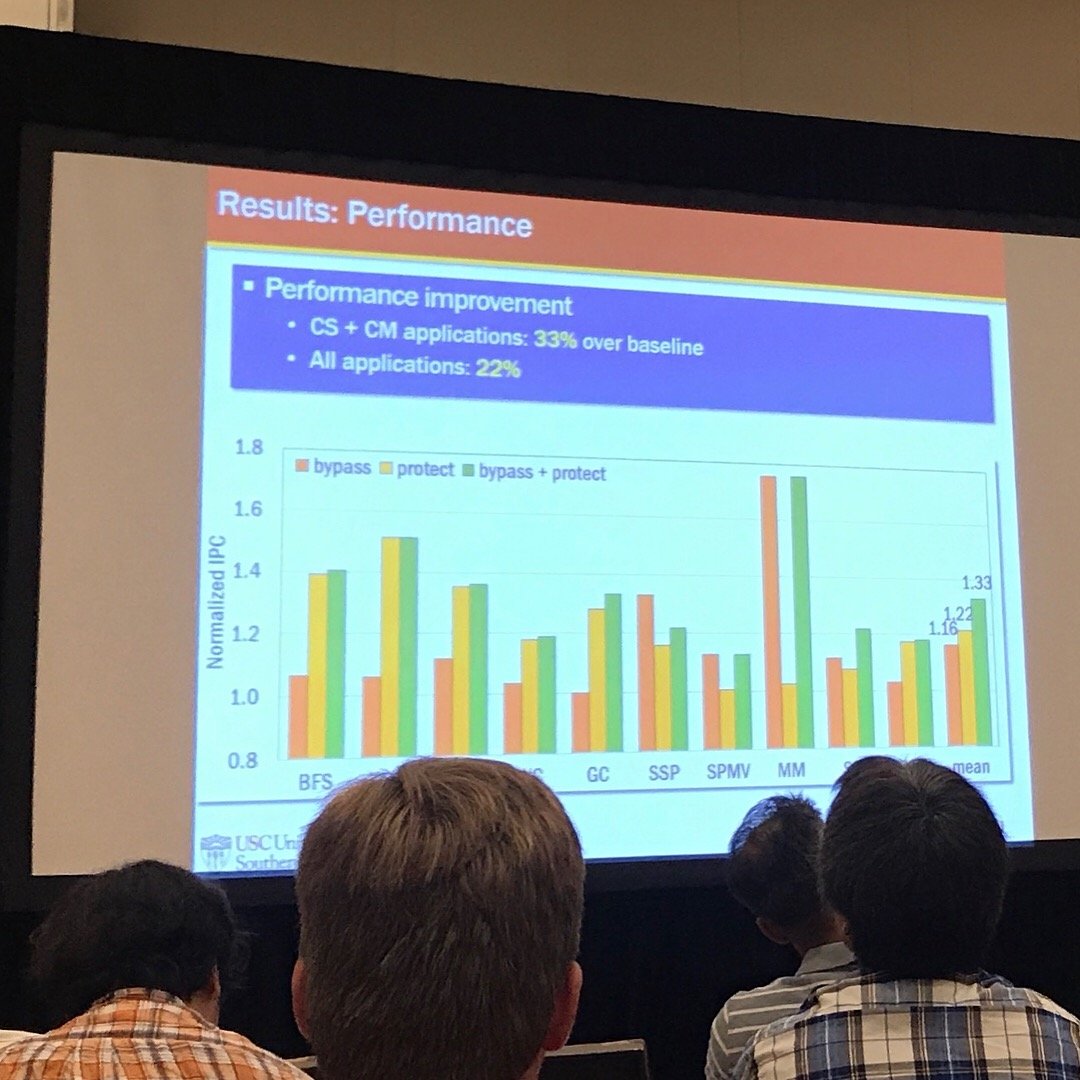 Results: Performance
▪ Performance improvement
• CS + CM applications: 33% over baseline
• All applications: 22%
1.8
1.6
1.4
1.2
1.0
0.8
Normalized IPC
bypass protect bypass + protect
1.16
1.22
1.33
BFS
GC SSP SPMV MM
mean
USC